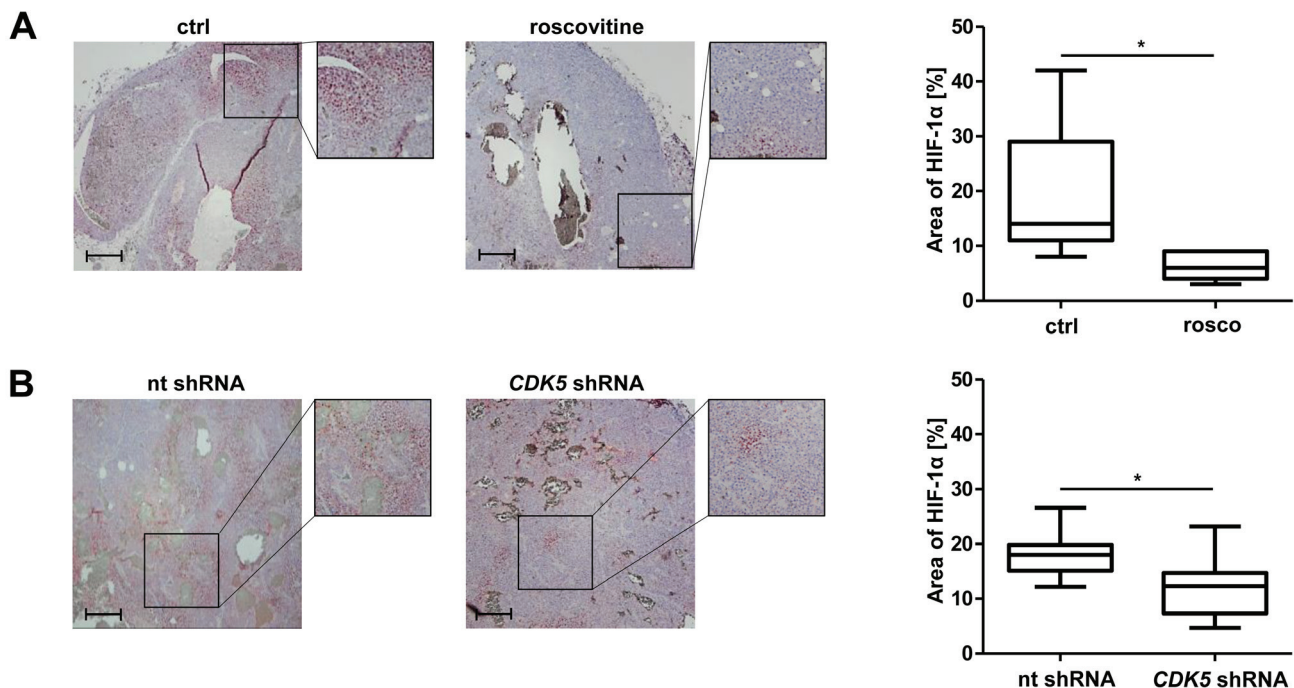 A
ctrl
roscovitine
Area of HIF-1α [%]
50
40
30
20
10
0
*
ctrl
rosco
B
nt shRNA
CDK5 shRNA
Area of HIF-1α [%]
50
40
30
20
10
0
*
nt shRNA
CDK5 shRNA